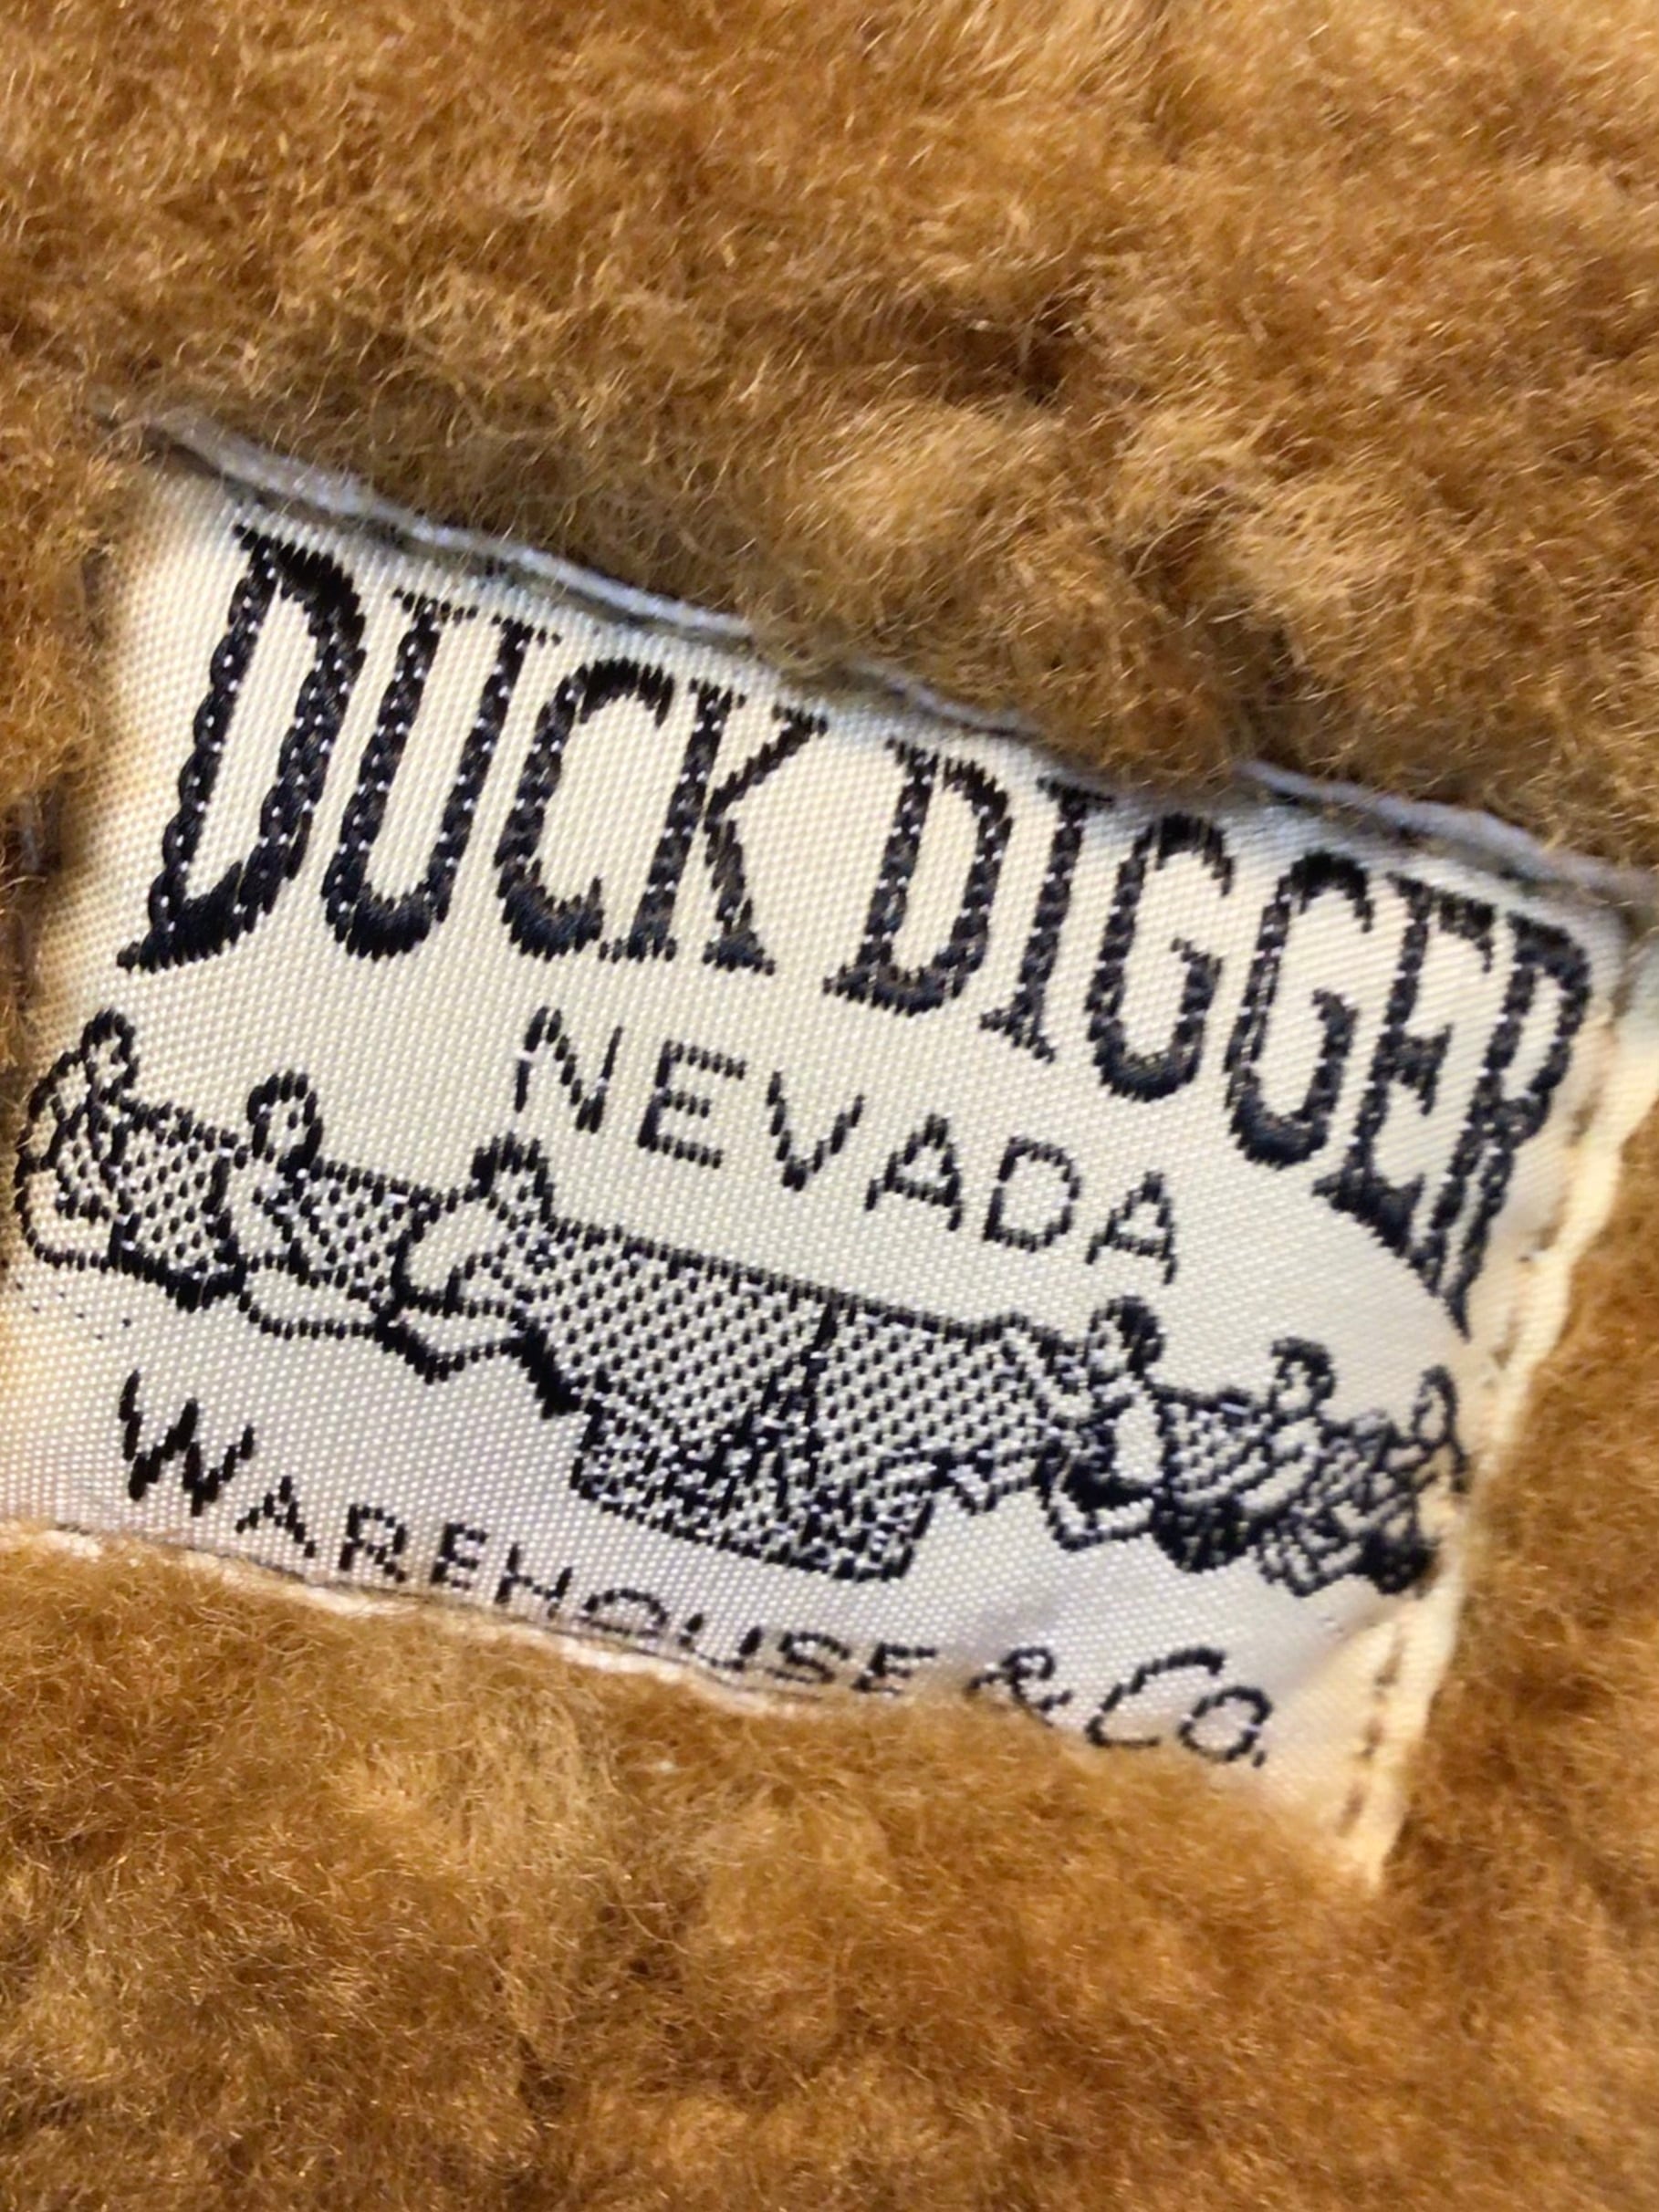 DUCK DIGGER
NEVADA
WAREHOUSE & CO.